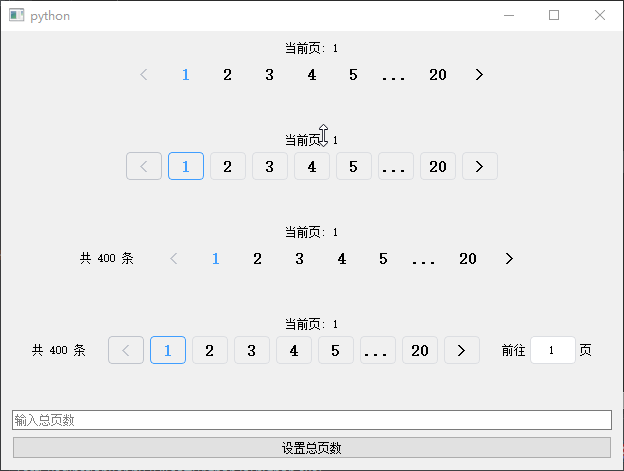 python
当前页: 1
1 2 3 4 5 ... 20
当前页: 1
1 2 3 4 5 ... 20
当前页: 1
共 400 条 1 2 3 4 5 ... 20
当前页: 1
共 400 条 1 2 3 4 5 ... 20 前往 1 页
输入总页数
设置总页数